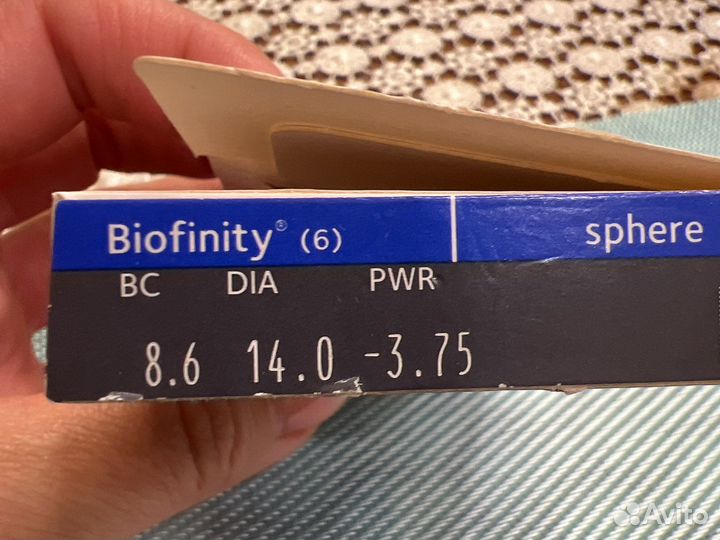 Biofinity® (6) sphere
BC DIA PWR
8.6 14.0 -3.75
Avito